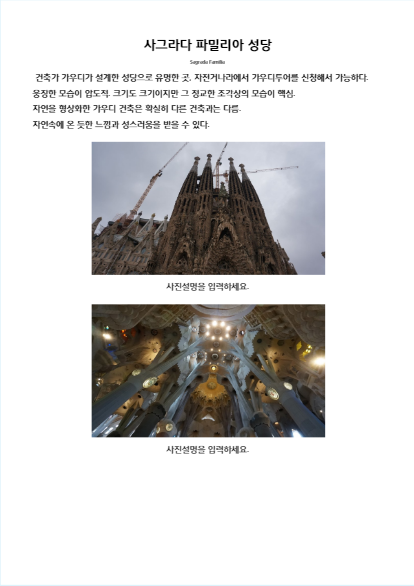 사그라다 파밀리아 성당
Sagrada Familia
건축가 가우디가 설계한 성당으로 유명한 곳, 자전거나라에서 가우디투어를 신청해서 가능하다.
웅장한 모습이 압도적. 크기도 크기이지만 그 정교한 조각상의 모습이 핵심.
자연을 형상화한 가우디 건축은 확실히 다른 건축과는 다름.
자연속에 온 듯한 느낌과 성스러움을 받을 수 있다.
사진설명을 입력하세요.
사진설명을 입력하세요.